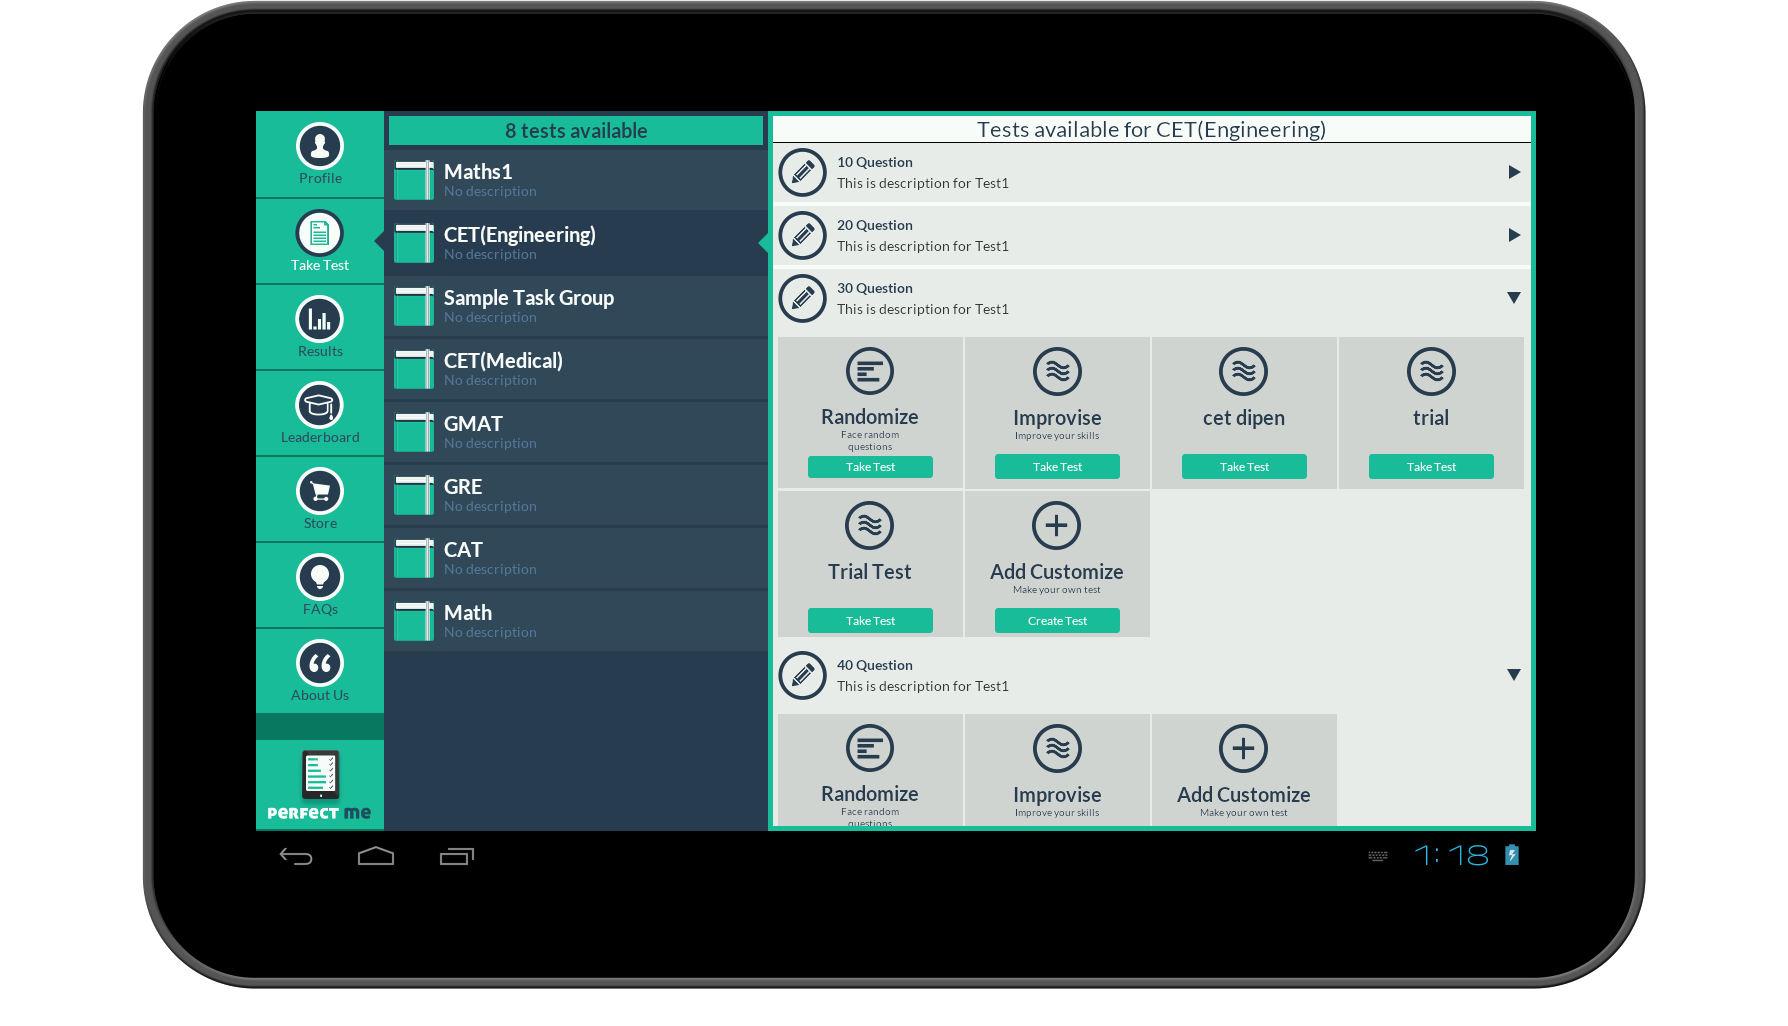 Profile
Take Test
Results
Leaderboard
Store
FAQs
About Us
PERFECT me
8 tests available
Maths1
No description
CET(Engineering)
No description
Sample Task Group
No description
CET(Medical)
No description
GMAT
No description
GRE
No description
CAT
No description
Math
No description
Tests available for CET(Engineering)
10 Question
This is description for Test1
20 Question
This is description for Test1
30 Question
This is description for Test1
Randomize
Face random
questions
Take Test
Improvise
Improve your skills
Take Test
cet dipen
Take Test
trial
Take Test
Trial Test
Take Test
Add Customize
Make your own test
Create Test
40 Question
This is description for Test1
Randomize
Face random
questions
Improvise
Improve your skills
Add Customize
Make your own test
1:18